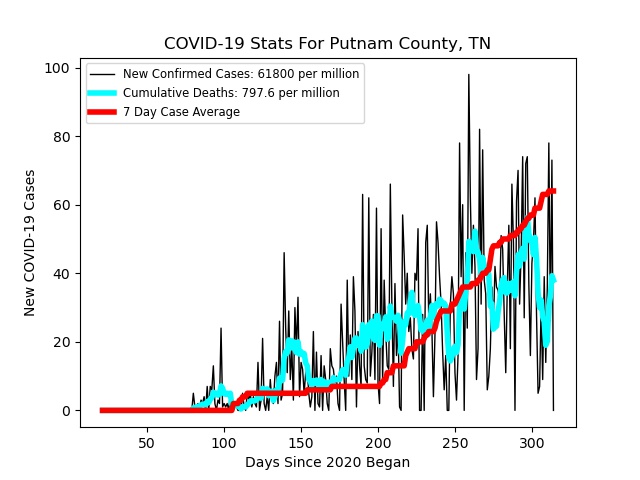 COVID-19 Stats For Putnam County, TN
New Confirmed Cases: 61800 per million
Cumulative Deaths: 797.6 per million
7 Day Case Average
New COVID-19 Cases
100
80
60
40
20
0
50 100 150 200 250 300
Days Since 2020 Began